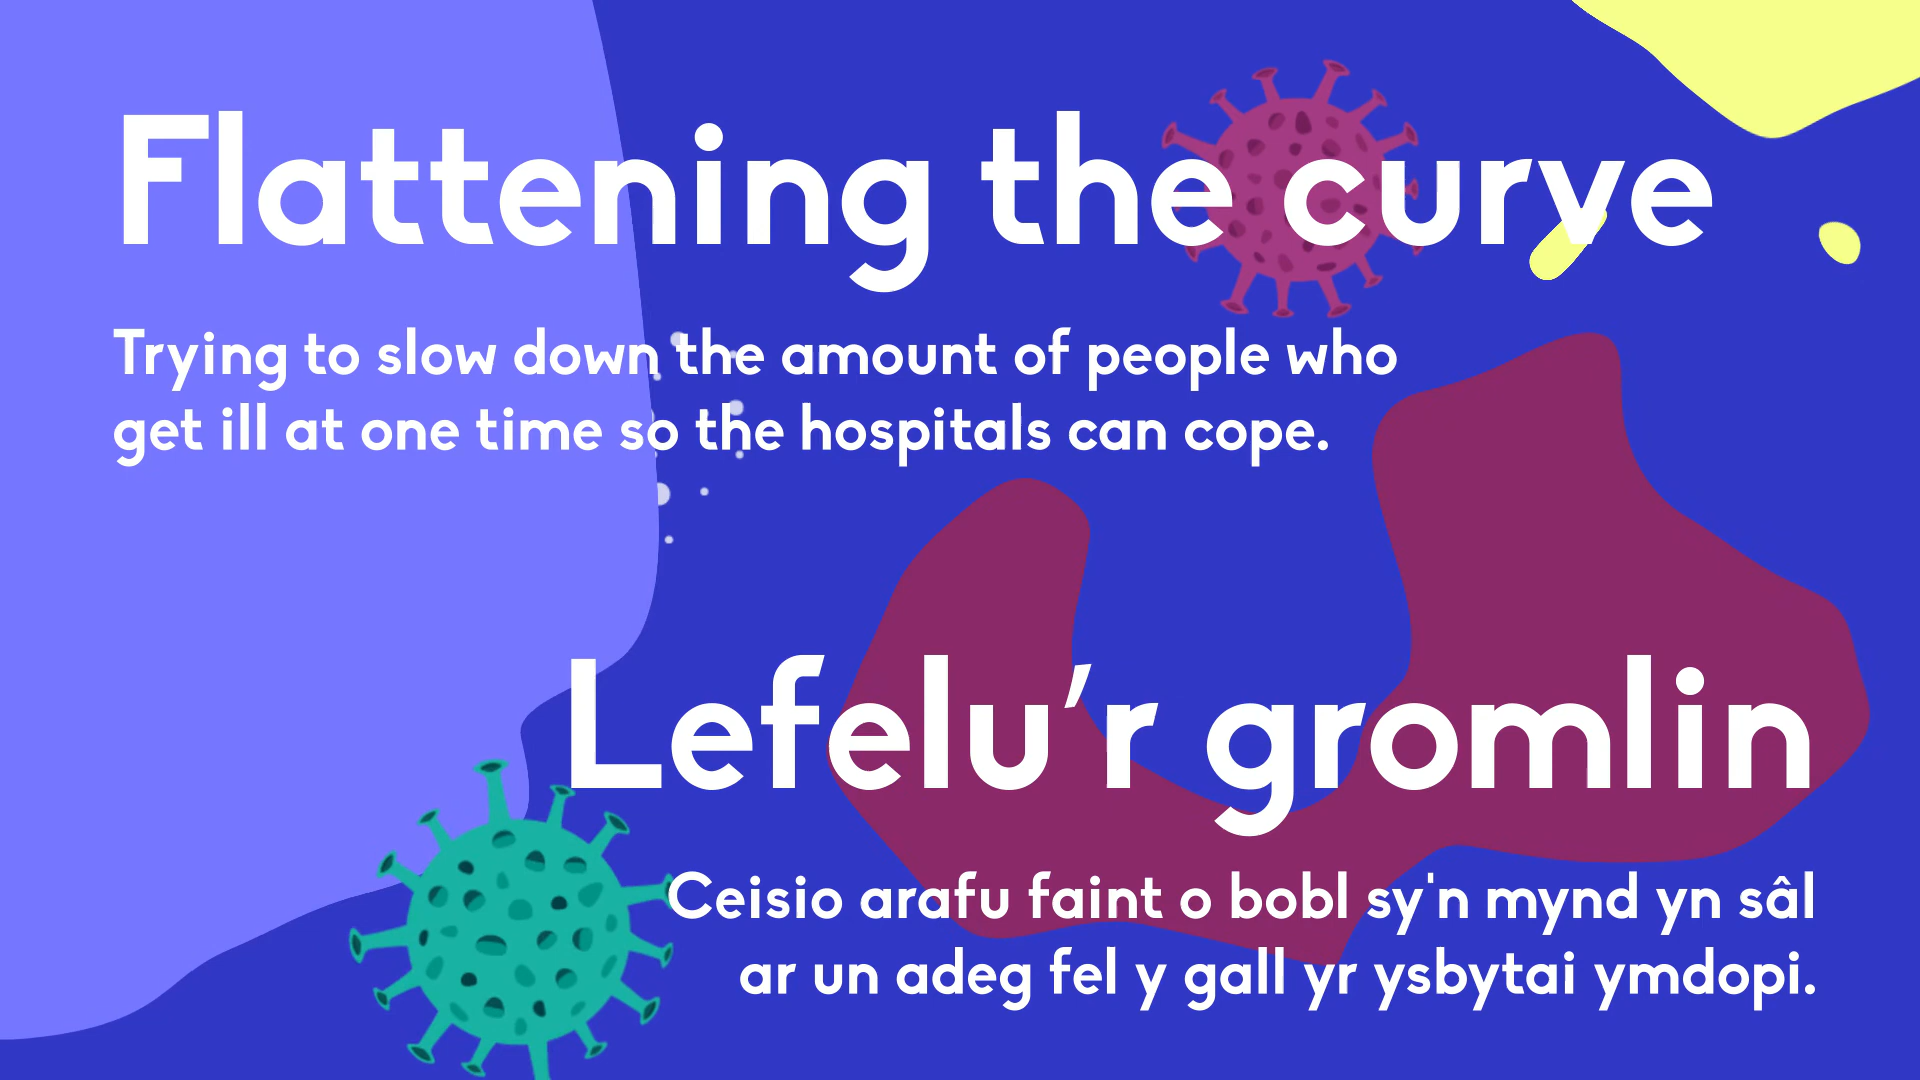 Flattening the curve
Trying to slow down the amount of people who
get ill at one time so the hospitals can cope.
Lefelu’r gromlin
Ceisio arafu faint o bobl sy'n mynd yn sâl
ar un adeg fel y gall yr ysbytai ymdopi.